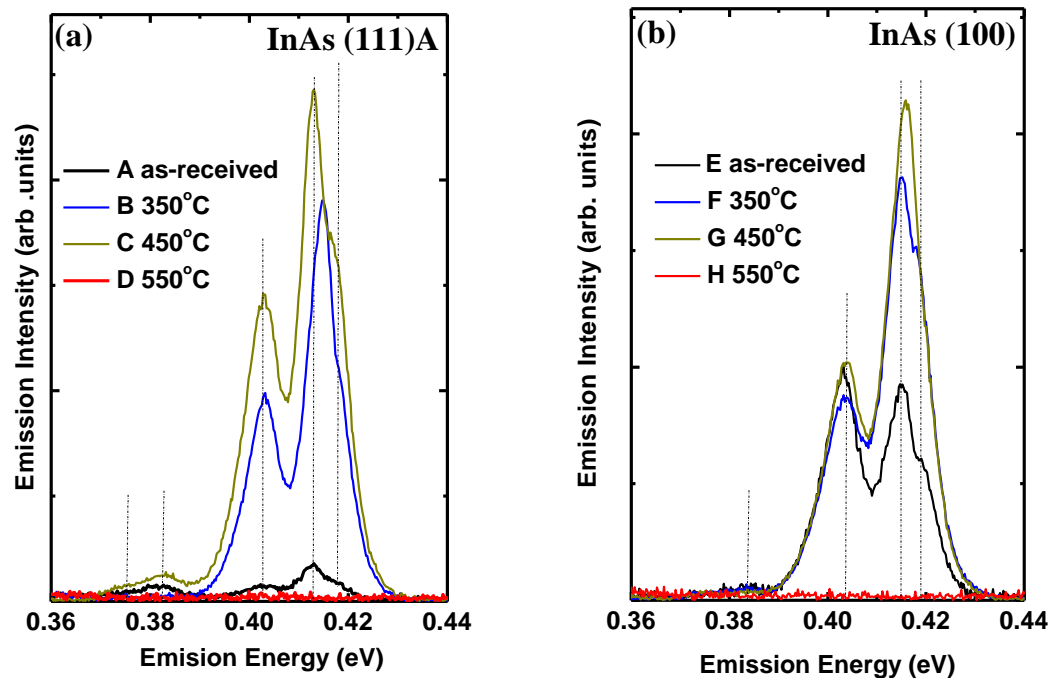 (a)
InAs (111)A
Emission Intensity (arb .units)
A as-received
B 350°C
C 450°C
D 550°C
0.36 0.38 0.40 0.42 0.44
Emision Energy (eV)
(b)
InAs (100)
Emission Intensity (arb. units)
E as-received
F 350°C
G 450°C
H 550°C
0.36 0.38 0.40 0.42 0.44
Emission Energy (eV)